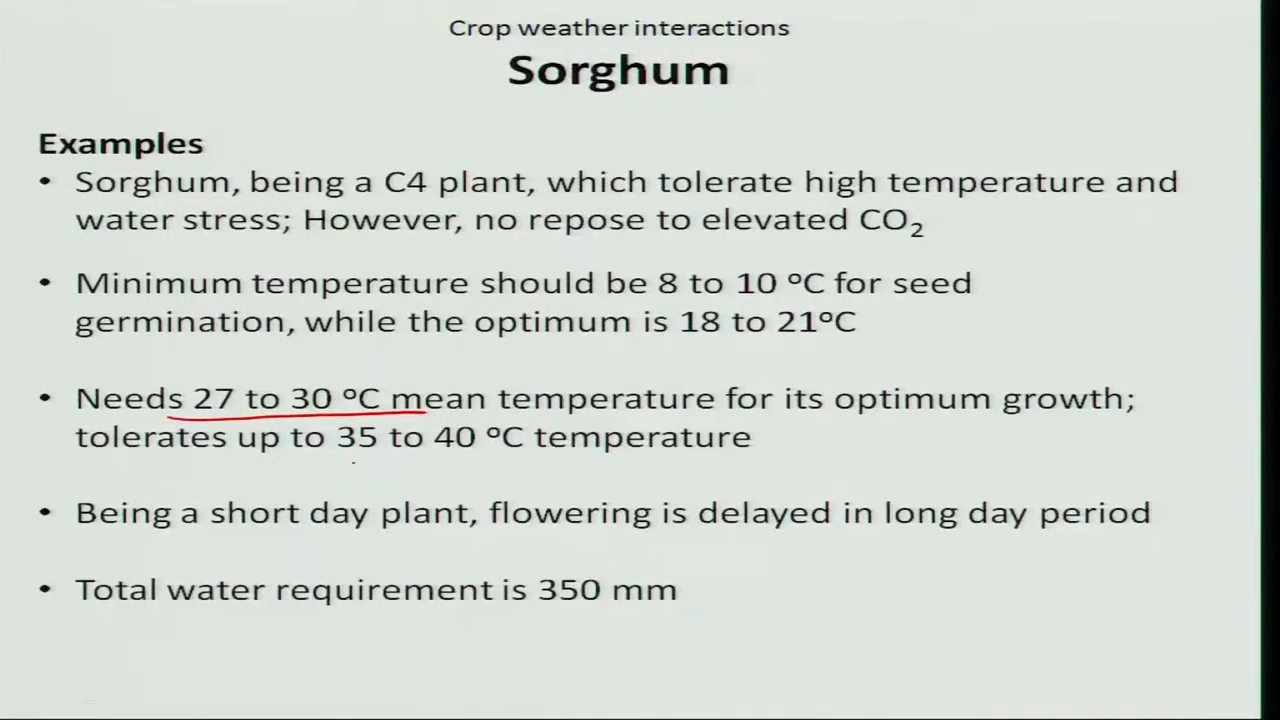 Crop weather interactions
Sorghum
Examples
• Sorghum, being a C4 plant, which tolerate high temperature and
water stress; However, no repose to elevated CO₂
• Minimum temperature should be 8 to 10 ºC for seed
germination, while the optimum is 18 to 21ºC
• Needs 27 to 30 ºC mean temperature for its optimum growth;
tolerates up to 35 to 40 ºC temperature
• Being a short day plant, flowering is delayed in long day period
• Total water requirement is 350 mm